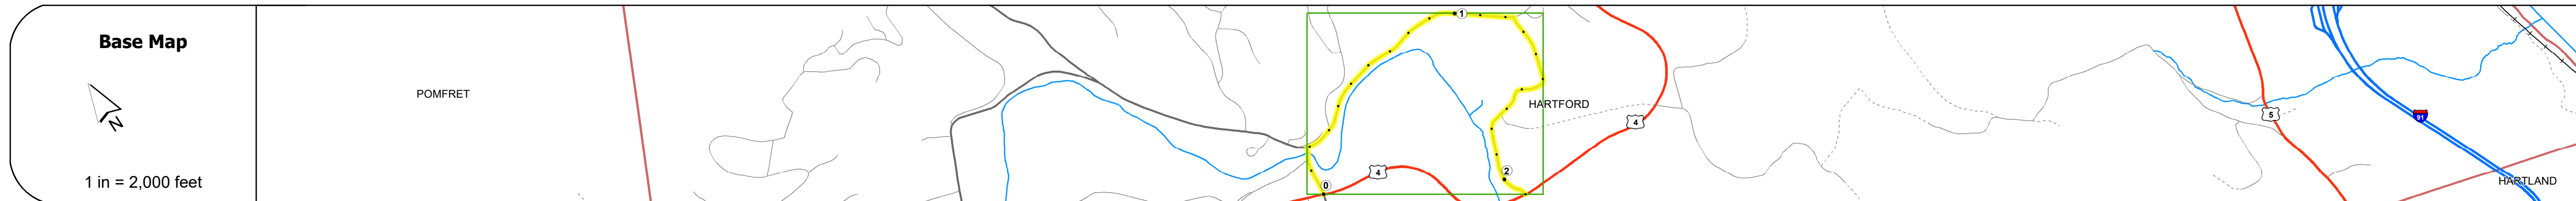 Base Map
N
1 in = 2,000 feet
POMFRET
1
HARTFORD
4
4
0
2
5
91
HARTLAND